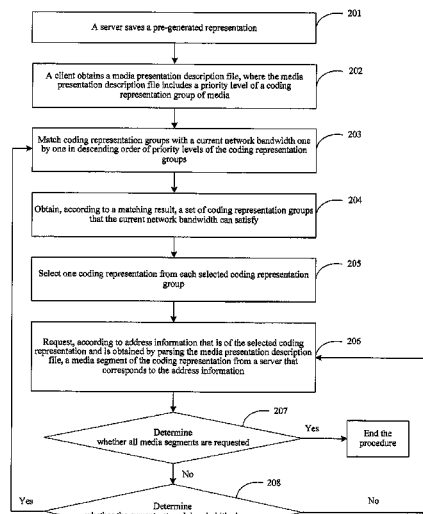 201
A server saves a pre-generated representation
202
A client obtains a media presentation description file, where the media
presentation description file includes a priority level of a coding
representation group of media
203
Match coding representation groups with a current network bandwidth one
by one in descending order of priority levels of the coding representation
groups
204
Obtain, according to a matching result, a set of coding representation groups
that the current network bandwidth can satisfy
205
Select one coding representation from each selected coding representation
group
206
Request, according to address information that is of the selected coding
representation and is obtained by parsing the media presentation description
file, a media segment of the coding representation from a server that
corresponds to the address information
207
Determine
whether all media segments are requested
Yes
End the
procedure
No
208
Yes
Determine
No